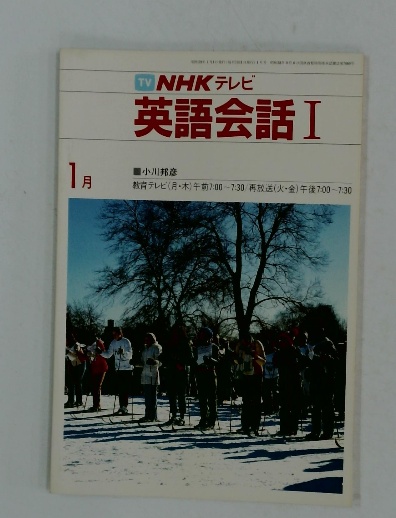 TV NHKテレビ
英語会話 I
1月
■小川邦彦
教育テレビ(月・木)午前7:00〜7:30/再放送(火・金)午後7:00〜7:30